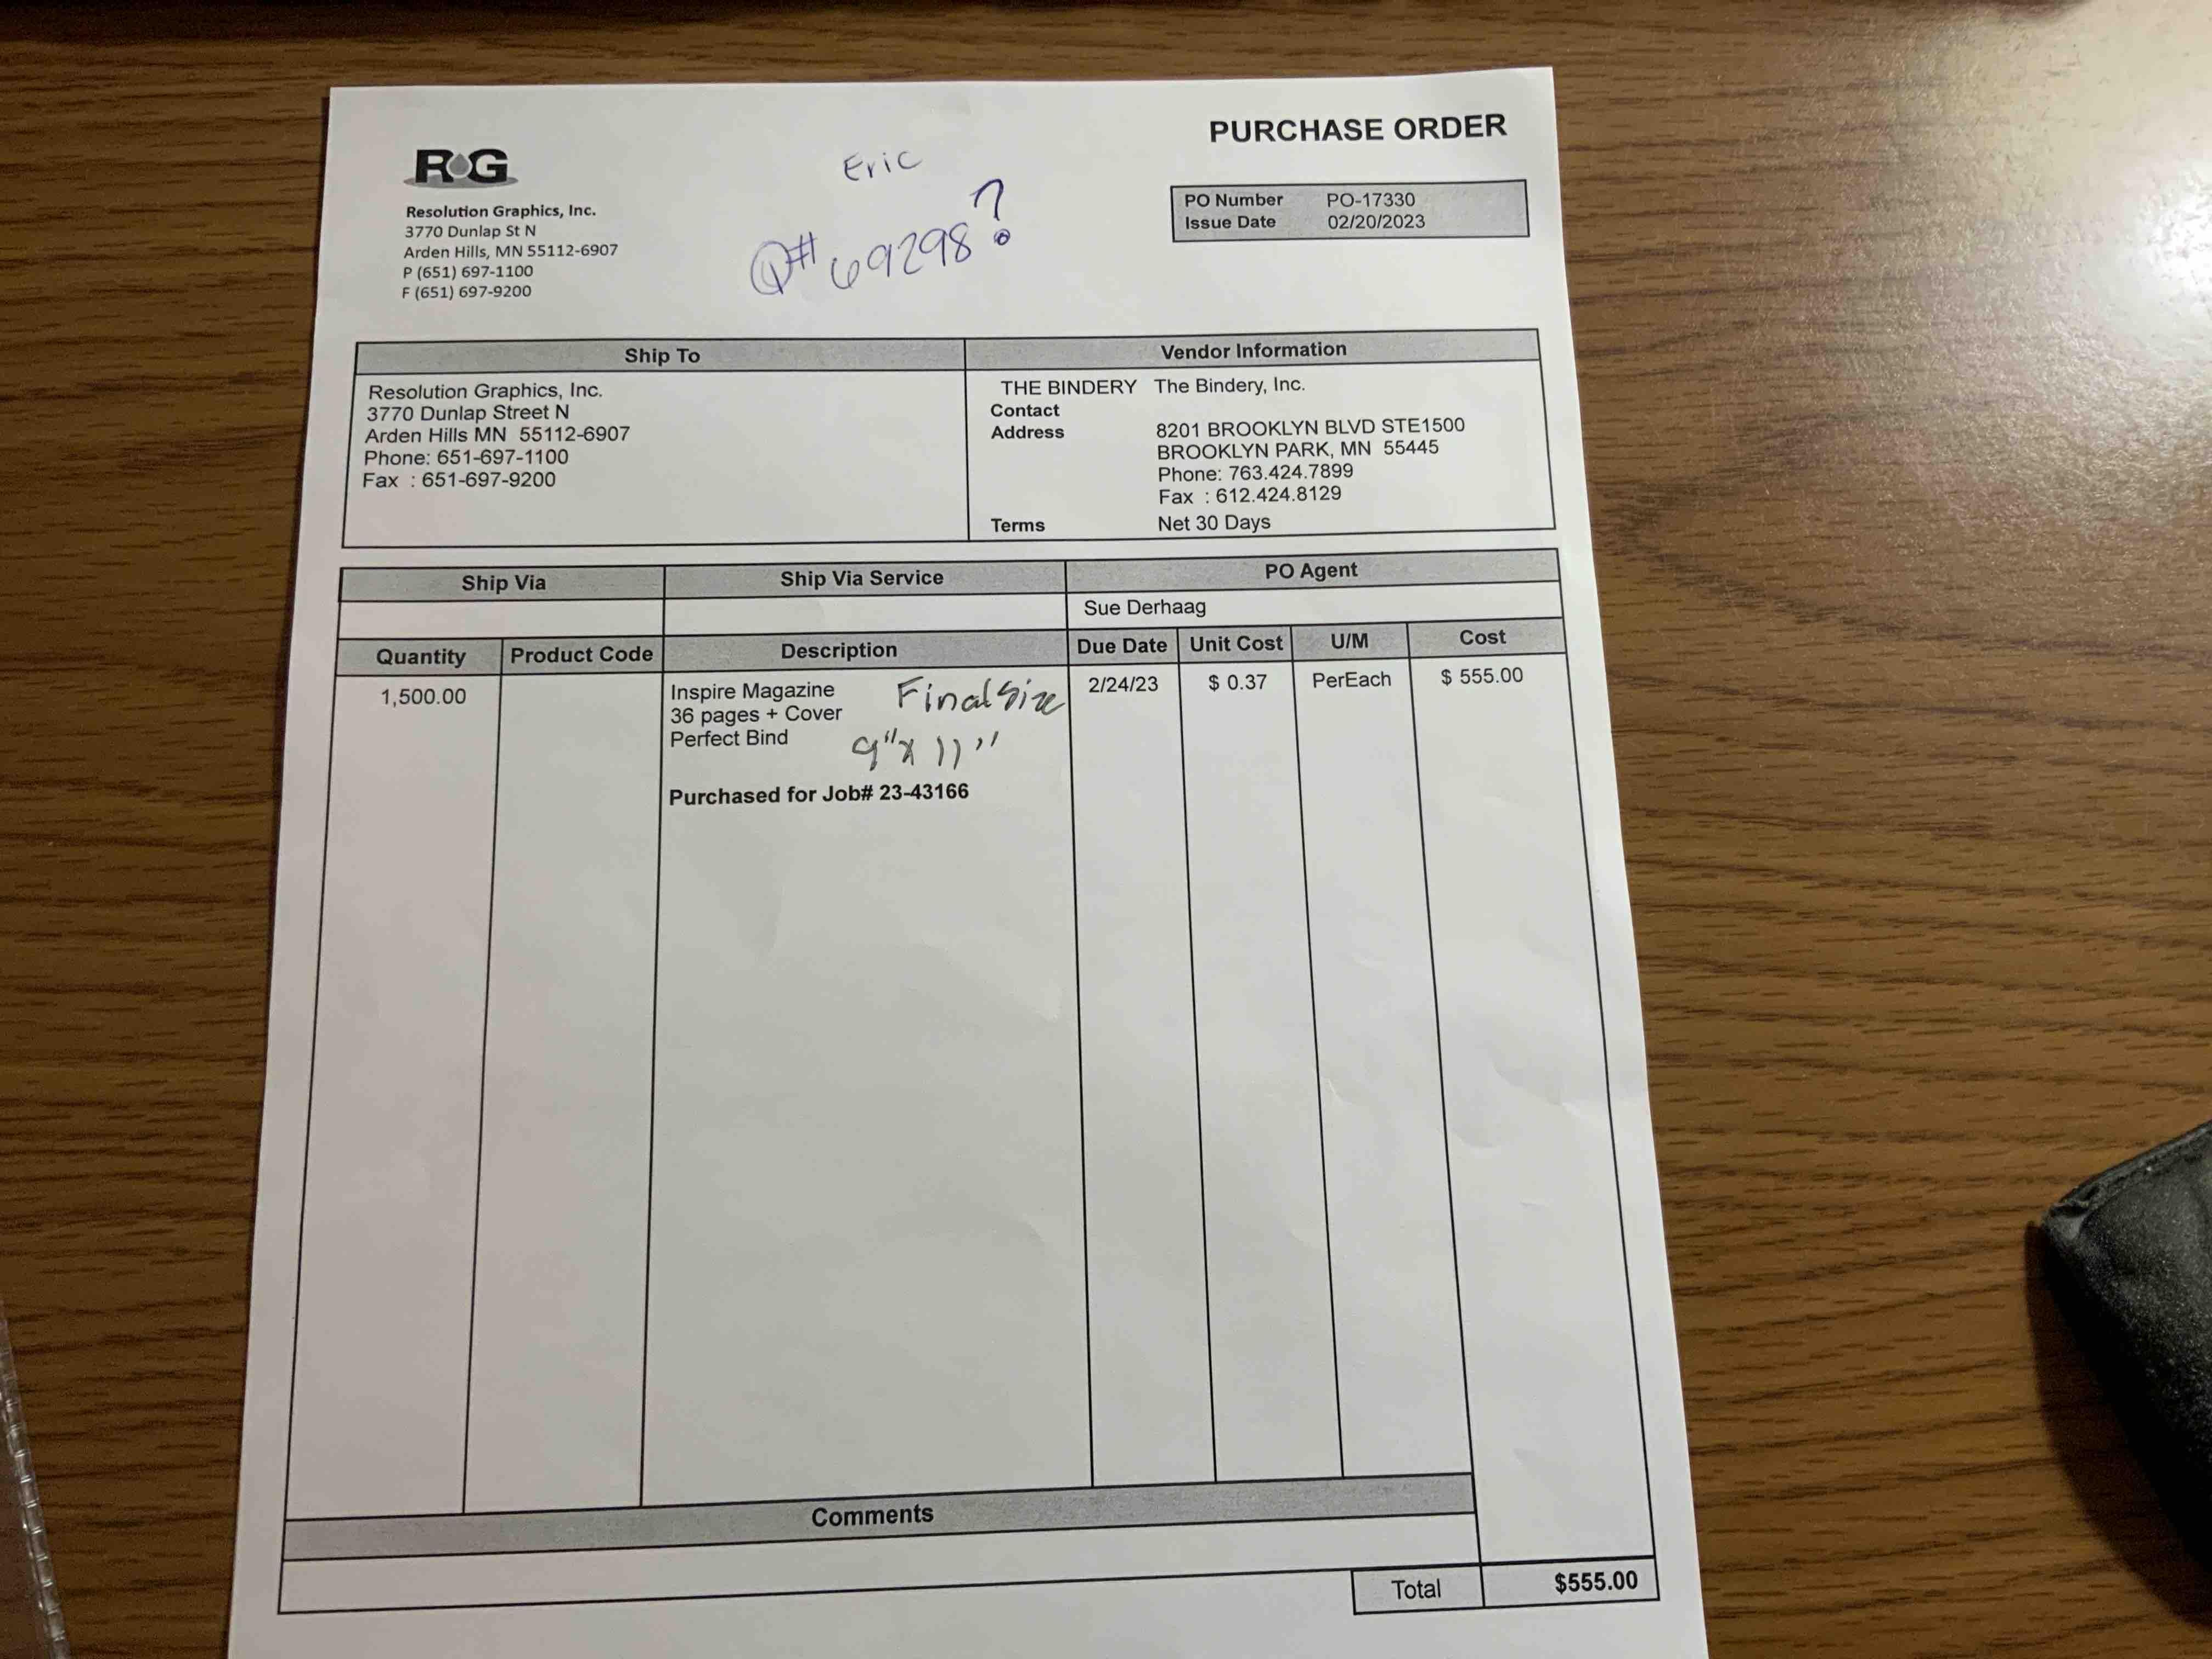 PURCHASE ORDER
RG
Eric
Q# 69298?
Resolution Graphics, Inc.
3770 Dunlap St N
Arden Hills, MN 55112-6907
P (651) 697-1100
F (651) 697-9200
PO Number PO-17330
Issue Date 02/20/2023
Ship To
Resolution Graphics, Inc.
3770 Dunlap Street N
Arden Hills MN 55112-6907
Phone: 651-697-1100
Fax : 651-697-9200
Vendor Information
THE BINDERY The Bindery, Inc.
Contact
Address 8201 BROOKLYN BLVD STE1500
BROOKLYN PARK, MN 55445
Phone: 763.424.7899
Fax : 612.424.8129
Terms Net 30 Days
Ship Via Ship Via Service PO Agent
Sue Derhaag
Quantity Product Code Description Due Date Unit Cost U/M Cost
1,500.00 Inspire Magazine Final Size 2/24/23 $ 0.37 PerEach $ 555.00
36 pages + Cover
Perfect Bind 9"x 11"
Purchased for Job# 23-43166
Comments
Total $555.00